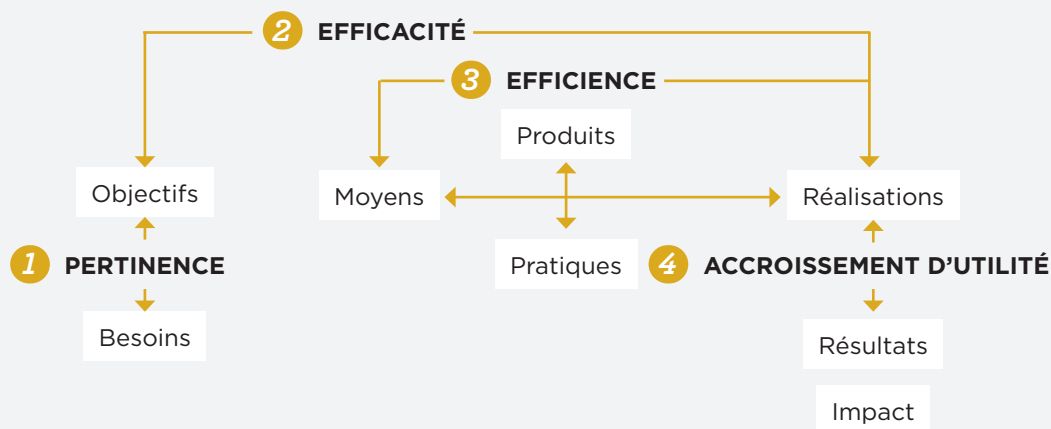 2 EFFICACITÉ
3 EFFICIENCE
Produits
Objectifs
Moyens
Réalisations
1 PERTINENCE
Pratiques
4 ACCROISSEMENT D'UTILITÉ
Besoins
Résultats
Impact